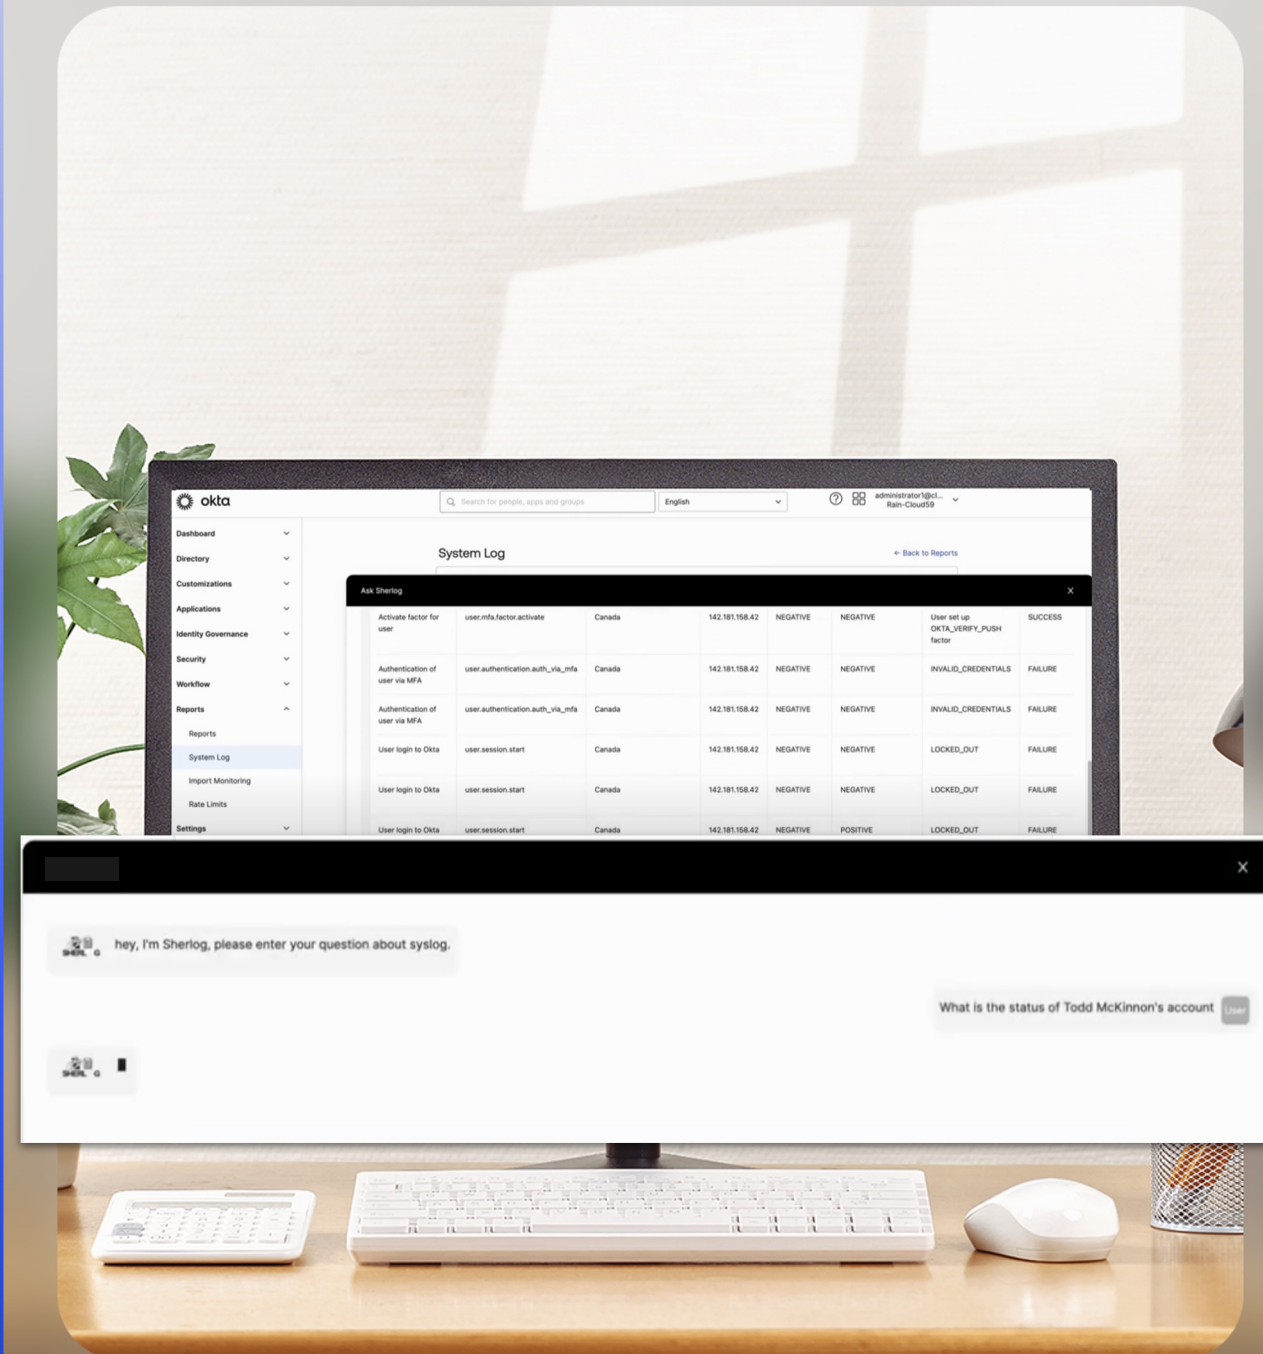 okta
Search for people, apps and groups
English
administrator1@cl...
Rain-Cloud59
Dashboard
Directory
Customizations
Applications
Identity Governance
Security
Workflow
Reports
Reports
System Log
Import Monitoring
Rate Limits
Settings
System Log
← Back to Reports
Ask Sherlog X
Activate factor for user user.mfa.factor.activate Canada 142.181.158.42 NEGATIVE NEGATIVE User set up OKTA_VERIFY_PUSH factor SUCCESS
Authentication of user via MFA user.authentication.auth_via_mfa Canada 142.181.158.42 NEGATIVE NEGATIVE INVALID_CREDENTIALS FAILURE
Authentication of user via MFA user.authentication.auth_via_mfa Canada 142.181.158.42 NEGATIVE NEGATIVE INVALID_CREDENTIALS FAILURE
User login to Okta user.session.start Canada 142.181.158.42 NEGATIVE NEGATIVE LOCKED_OUT FAILURE
User login to Okta user.session.start Canada 142.181.158.42 NEGATIVE NEGATIVE LOCKED_OUT FAILURE
User login to Okta user.session.start Canada 142.181.158.42 NEGATIVE POSITIVE LOCKED_OUT FAILURE
X
hey, I'm Sherlog, please enter your question about syslog.
What is the status of Todd McKinnon's account User